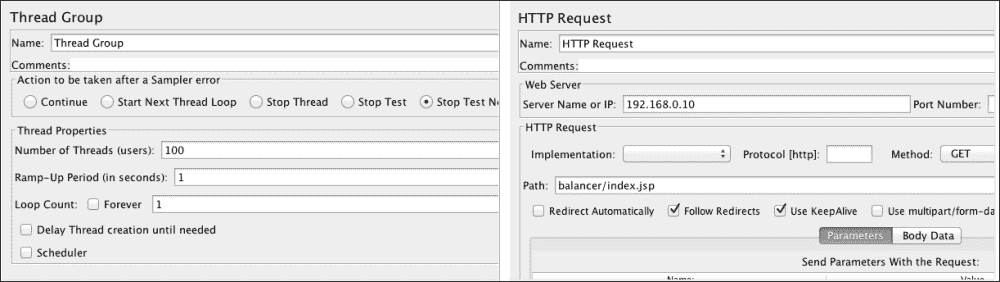 Thread Group
Name: Thread Group
Comments:
Action to be taken after a Sampler error
Continue Start Next Thread Loop Stop Thread Stop Test Stop Test
Thread Properties
Number of Threads (users): 100
Ramp-Up Period (in seconds): 1
Loop Count: Forever 1
Delay Thread creation until needed
Scheduler
HTTP Request
Name: HTTP Request
Comments:
Web Server
Server Name or IP: 192.168.0.10 Port Number:
HTTP Request
Implementation: Protocol [http]: Method: GET
Path: balancer/index.jsp
Redirect Automatically Follow Redirects Use KeepAlive Use multipart/form-da
Parameters Body Data
Send Parameters With the Request:
Name: Value